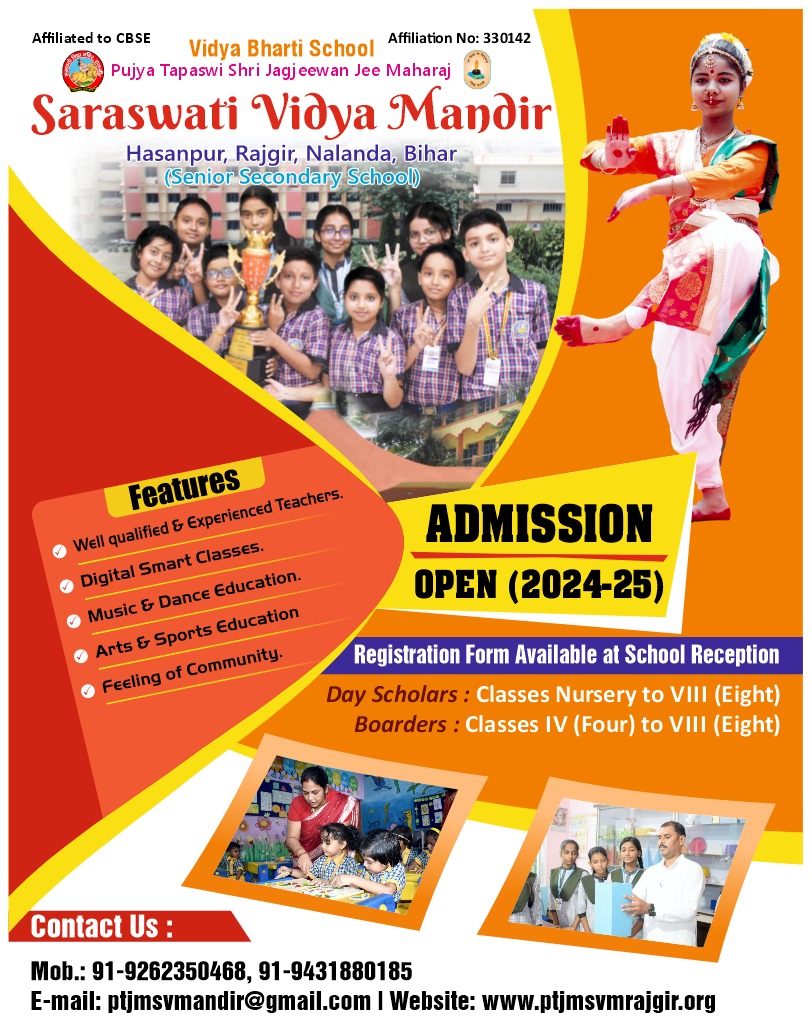 Affiliated to CBSE
Vidya Bharti School
Affiliation No: 330142
Pujya Tapaswi Shri Jagjeewan Jee Maharaj
Saraswati Vidya Mandir
Hasanpur, Rajgir, Nalanda, Bihar
(Senior Secondary School)
Features
Well qualified & Experienced Teachers.
Digital Smart Classes.
Music & Dance Education.
Arts & Sports Education
Feeling of Community.
ADMISSION
OPEN (2024-25)
Registration Form Available at School Reception
Day Scholars : Classes Nursery to VIII (Eight)
Boarders : Classes IV (Four) to VIII (Eight)
Contact Us :
Mob.: 91-9262350468, 91-9431880185
E-mail: ptjmsvmandir@gmail.com I Website: www.ptjmsvmrajgir.org